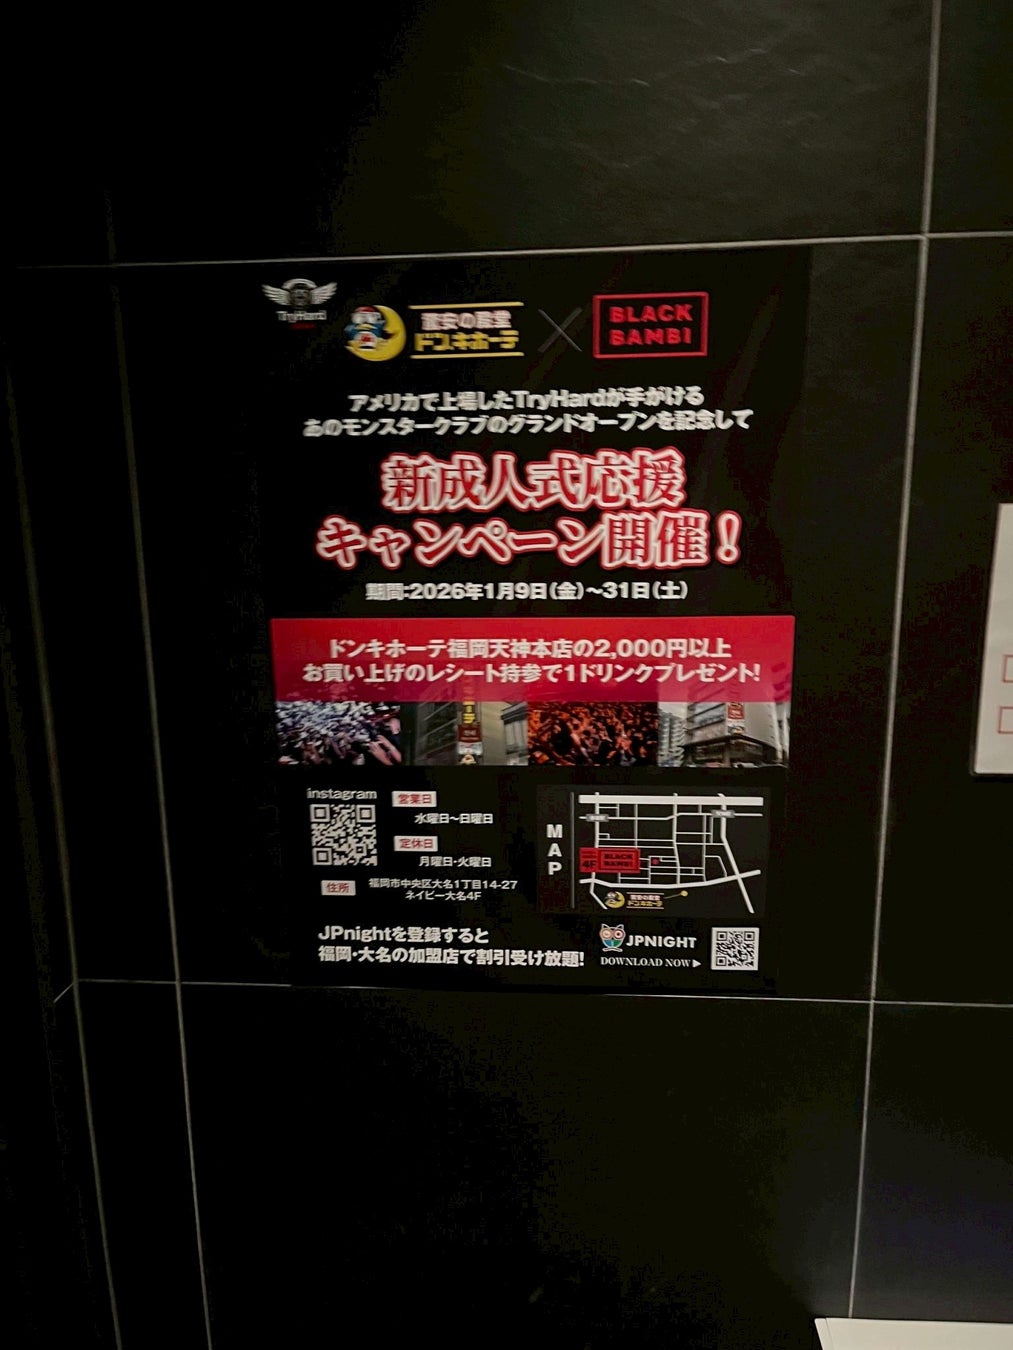 TryHard
激安の殿堂
ドン.キホーテ
BLACK
BAMBI
アメリカで上場したTryHardが手がける
あのモンスタークラブのグランドオープンを記念して
新成人式応援
キャンペーン開催！
期間:2026年1月9日(金)～31日(土)
ドンキホーテ福岡天神本店の2,000円以上
お買い上げのレシート持参で1ドリンクプレゼント!
instagram
営業日
水曜日～日曜日
定休日
月曜日・火曜日
住所
福岡市中央区大名1丁目14-27
ネイビー大名4F
MAP
4F
BLACK
BAMBI
激安の殿堂
ドン.キホーテ
JPnightを登録すると
福岡・大名の加盟店で割引受け放題!
JPNIGHT
DOWNLOAD NOW▶